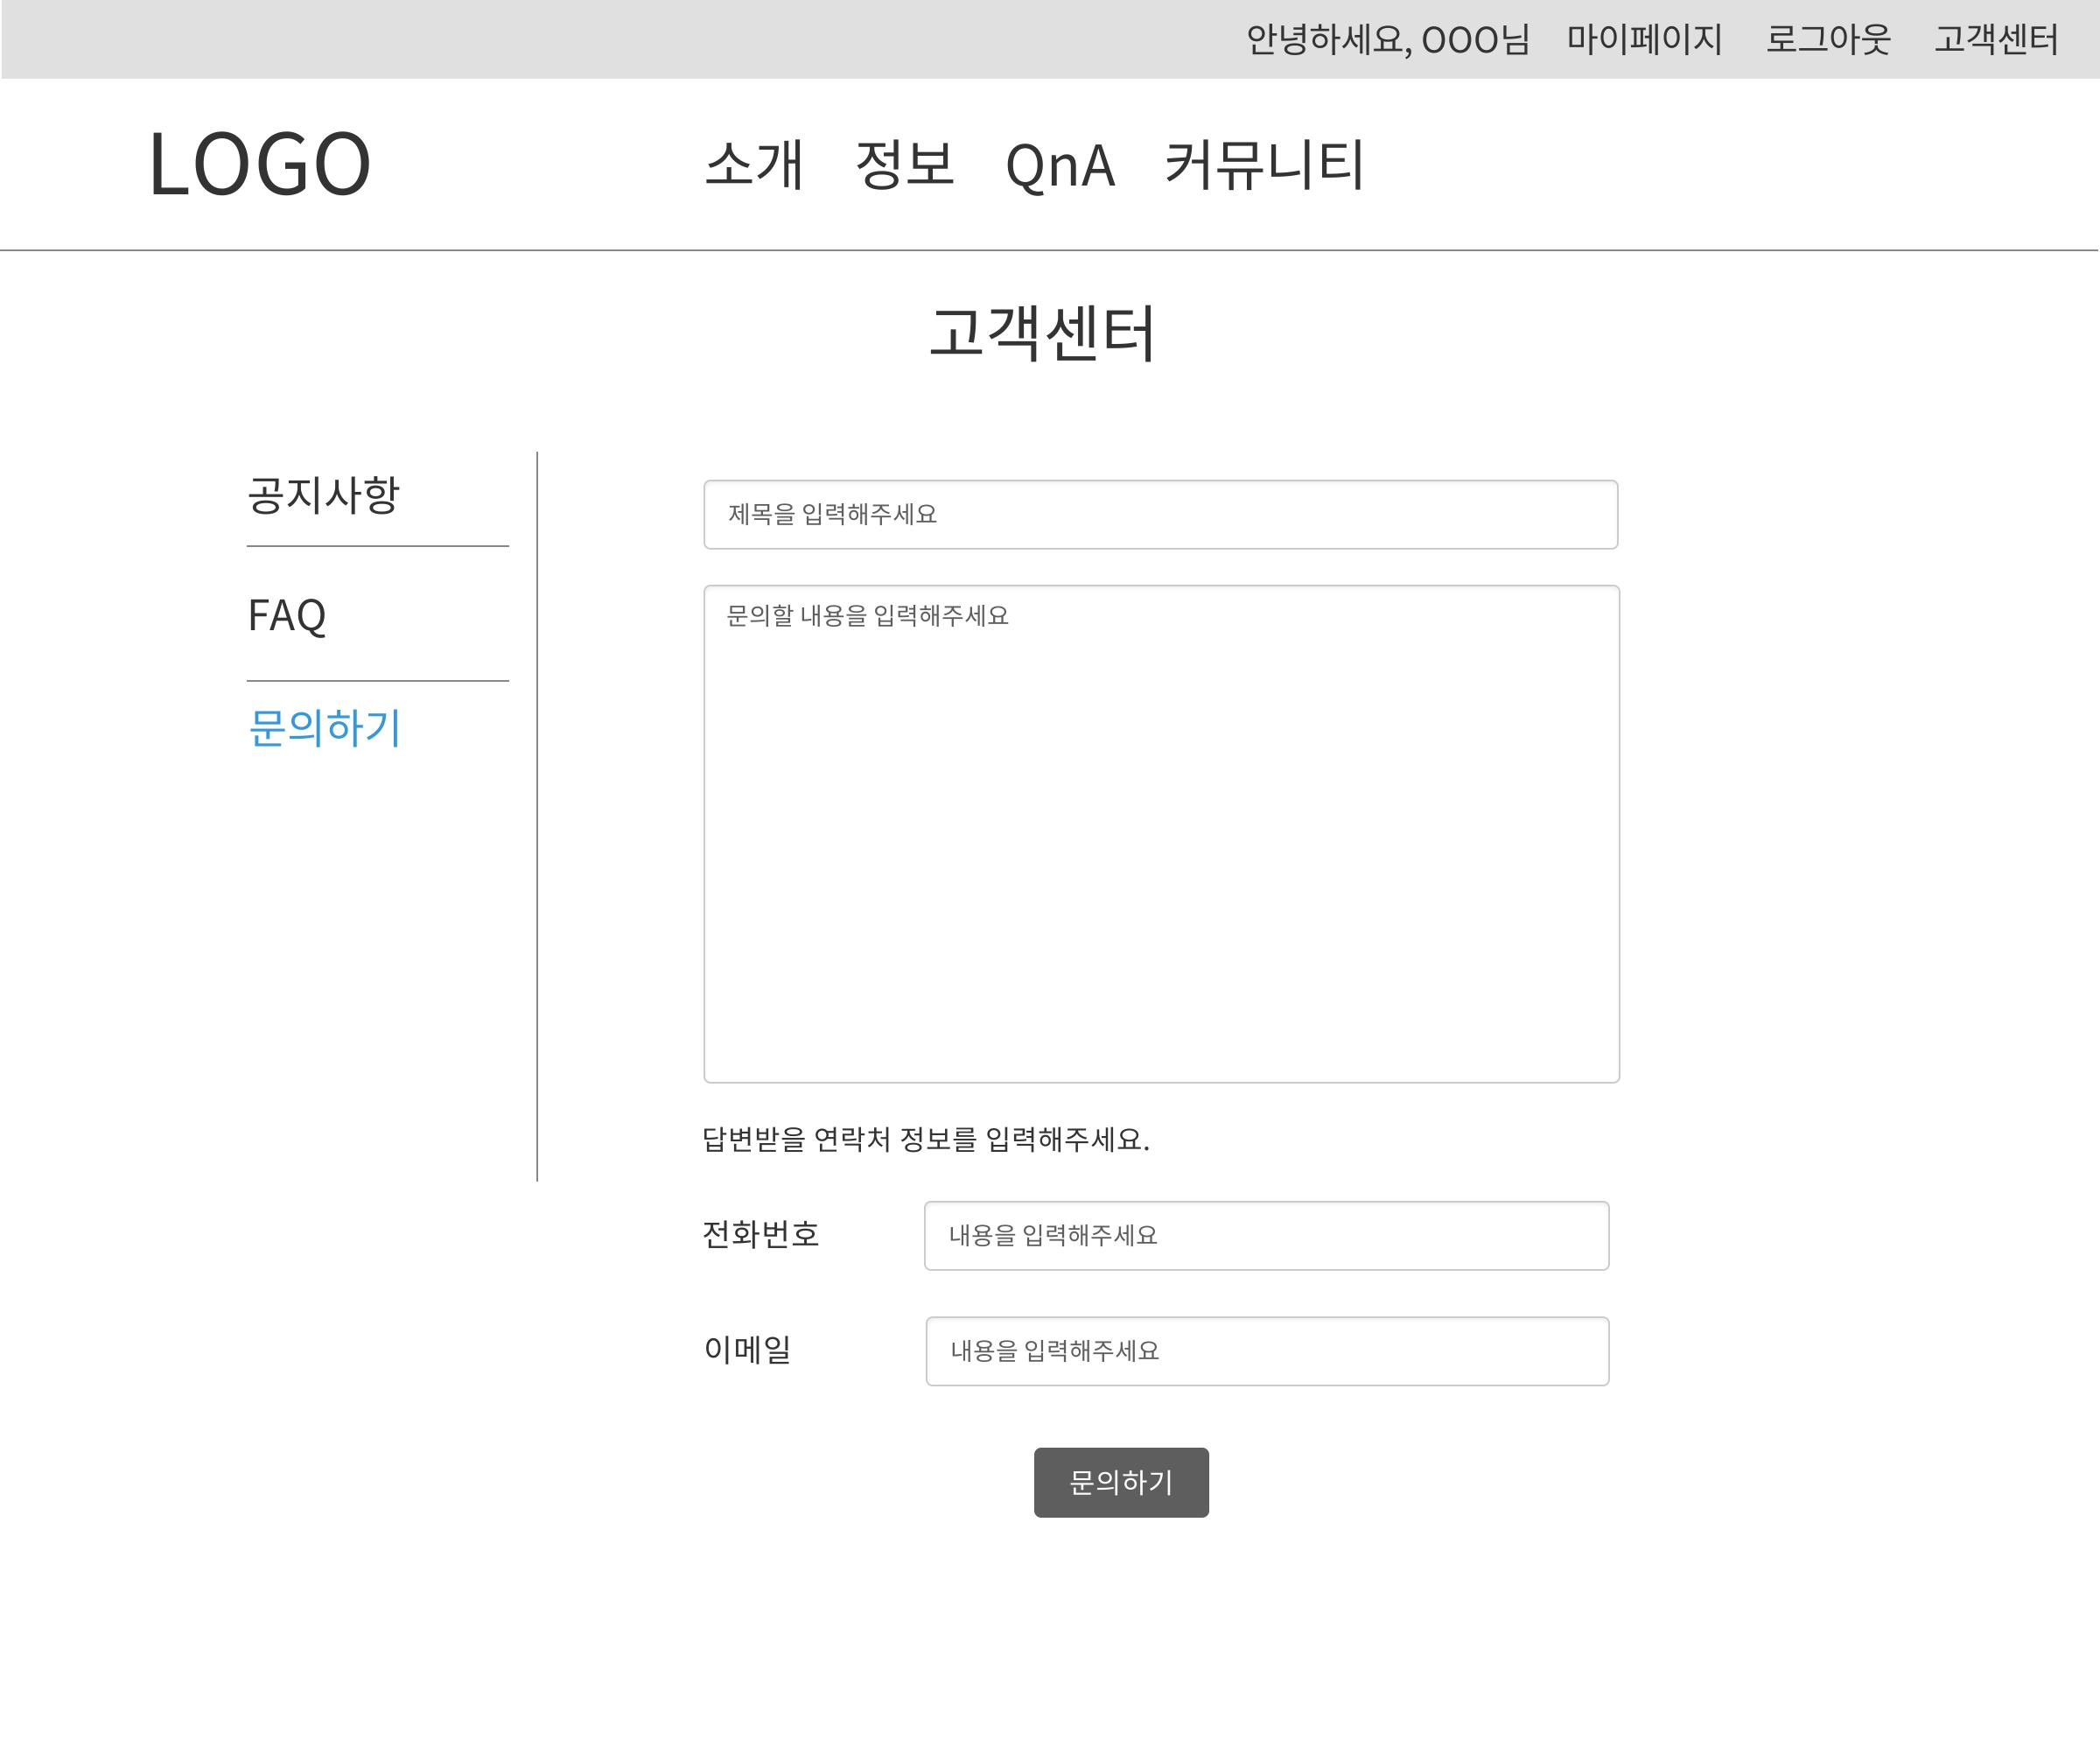 안녕하세요, OOO님 마이페이지 로그아웃 고객센터
LOGO 소개 정보 QnA 커뮤니티
고객센터
공지사항
FAQ
문의하기
제목을 입력해주세요
문의할 내용을 입력해주세요
답변받을 연락처 정보를 입력해주세요.
전화번호 내용을 입력해주세요
이메일 내용을 입력해주세요
문의하기